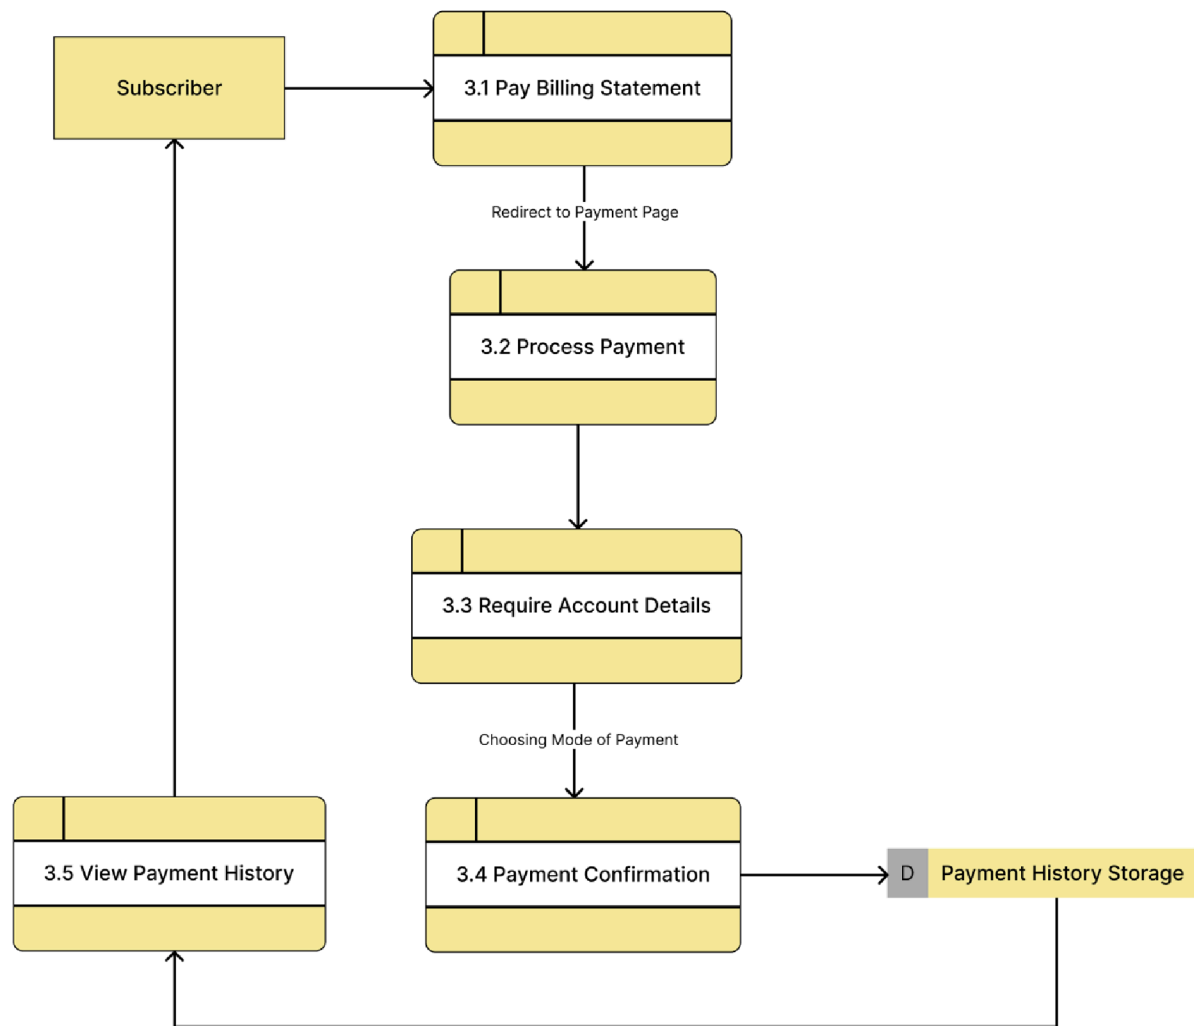 Subscriber
3.1 Pay Billing Statement
Redirect to Payment Page
3.2 Process Payment
3.3 Require Account Details
Choosing Mode of Payment
3.5 View Payment History
3.4 Payment Confirmation
D
Payment History Storage